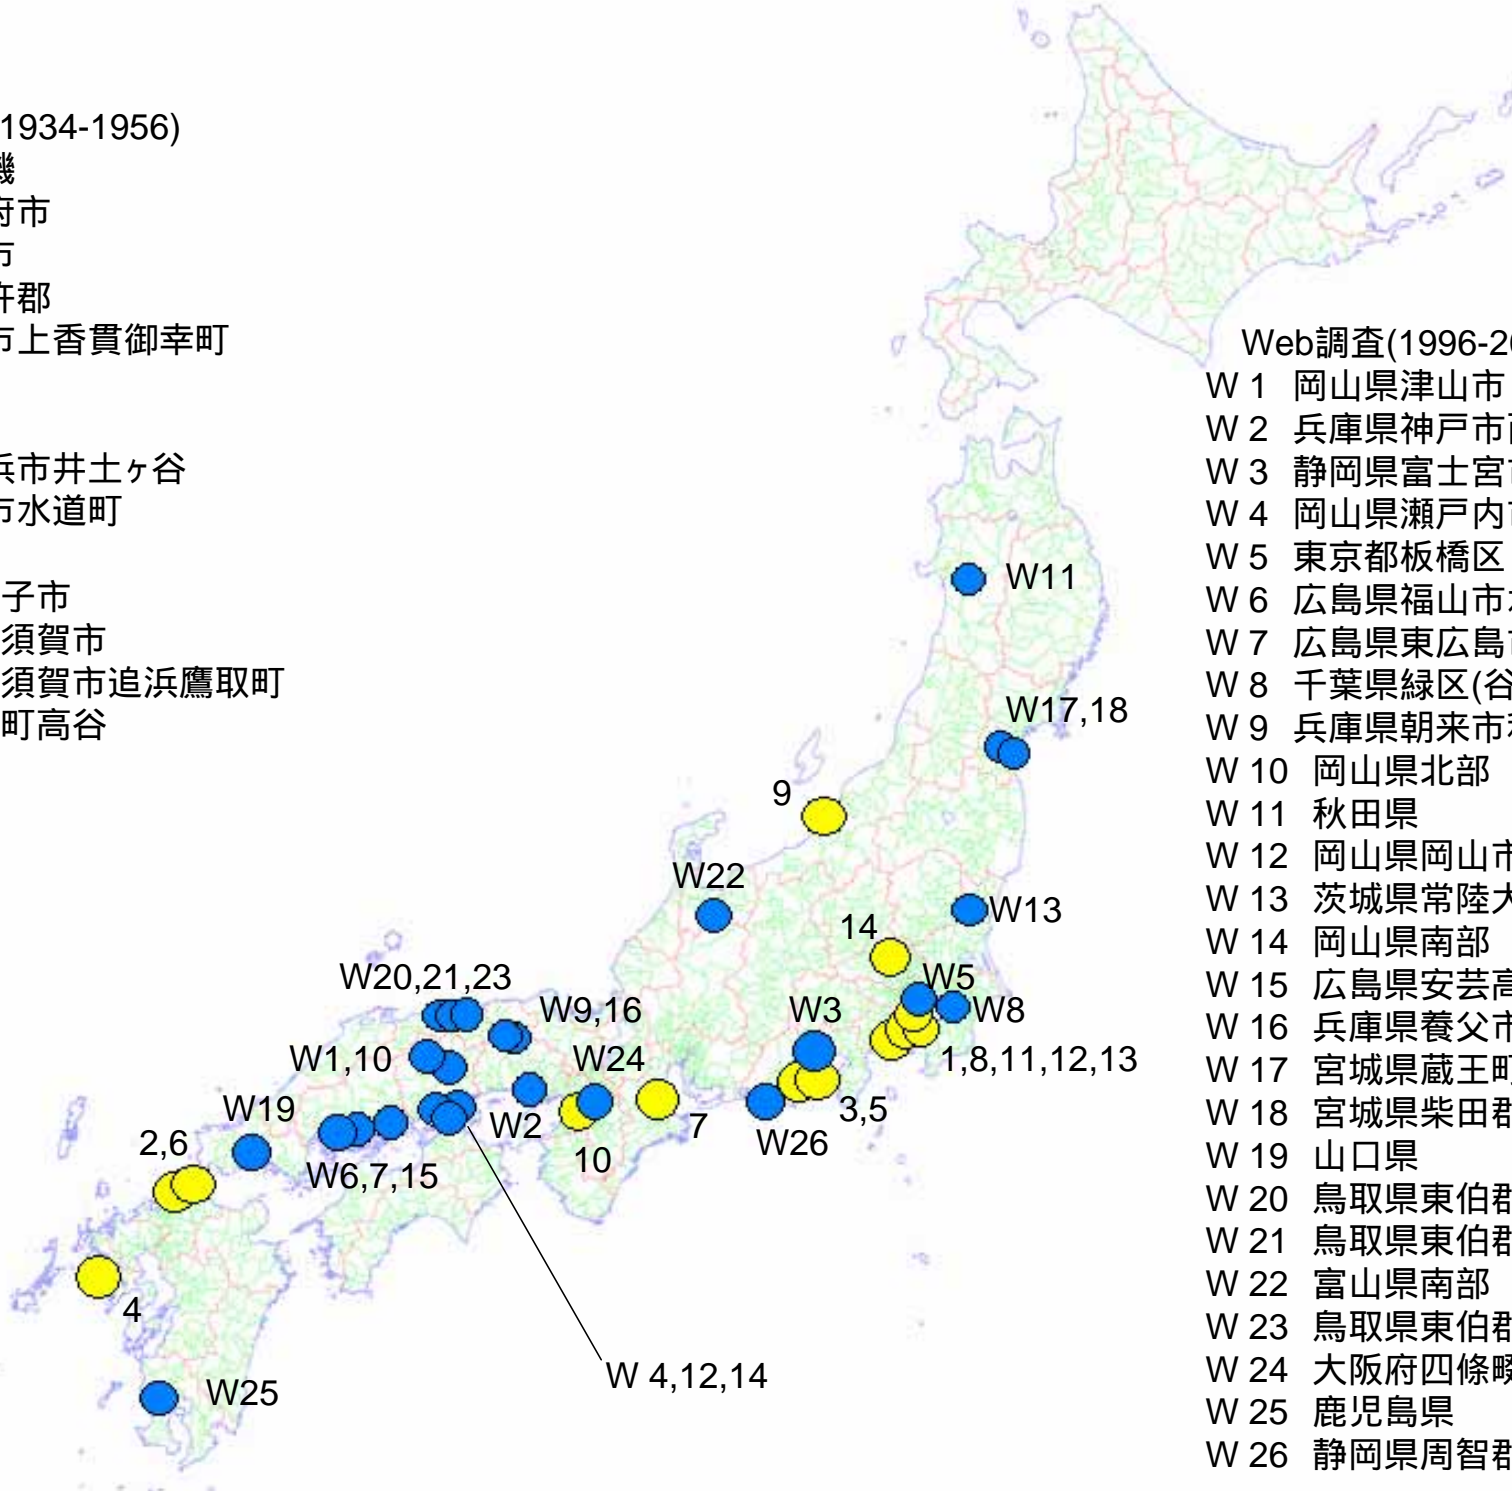 1934-1956)
機
府市
市
杵郡
市上香貫御幸町
浜市井土ヶ谷
市水道町
子市
須賀市
須賀市追浜鷹取町
町高谷
Web調査(1996-20
W 1 岡山県津山市
W 2 兵庫県神戸市
W 3 静岡県富士宮市
W 4 岡山県瀬戸内市
W 5 東京都板橋区
W 6 広島県福山市
W 7 広島県東広島市
W 8 千葉県緑区(谷
W 9 兵庫県朝来市
W 10 岡山県北部
W 11 秋田県
W 12 岡山県岡山市
W 13 茨城県常陸大
W 14 岡山県南部
W 15 広島県安芸高
W 16 兵庫県養父市
W 17 宮城県蔵王町
W 18 宮城県柴田郡
W 19 山口県
W 20 鳥取県東伯郡
W 21 鳥取県東伯郡
W 22 富山県南部
W 23 鳥取県東伯郡
W 24 大阪府四條畷
W 25 鹿児島県
W 26 静岡県周智郡
W11
W17,18
9
W22
W13
14
W20,21,23
W5
W9,16
W3
W8
W1,10
W24
1,8,11,12,13
W19
3,5
2,6
W2
7
W26
10
W6,7,15
4
W 4,12,14
W25